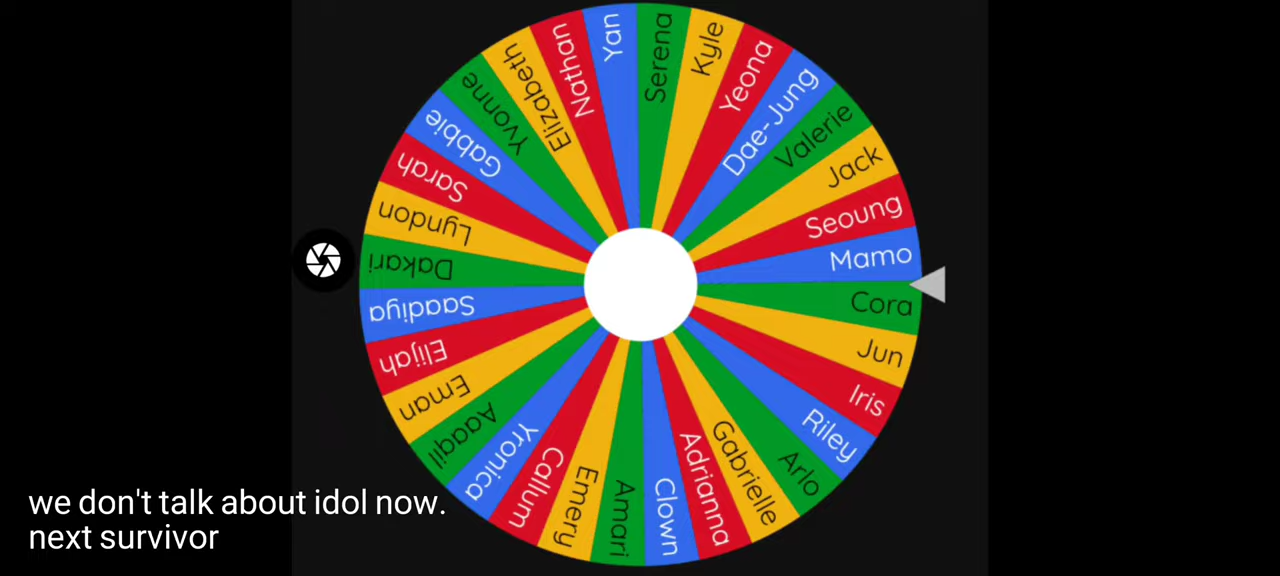 Yan
Serena
Kyle
Yeona
Dae-Jung
Valerie
Jack
Seoung
Mamo
Cora
Jun
Iris
Riley
Arlo
Gabrielle
Adrianna
Clown
Amari
Emery
Callum
Yronica
Aaaqil
Eman
Elijah
Saadiya
Dakari
Lyndon
Sarah
Gabbie
Yvonne
Elizabeth
Nathan
we don't talk about idol now.
next survivor